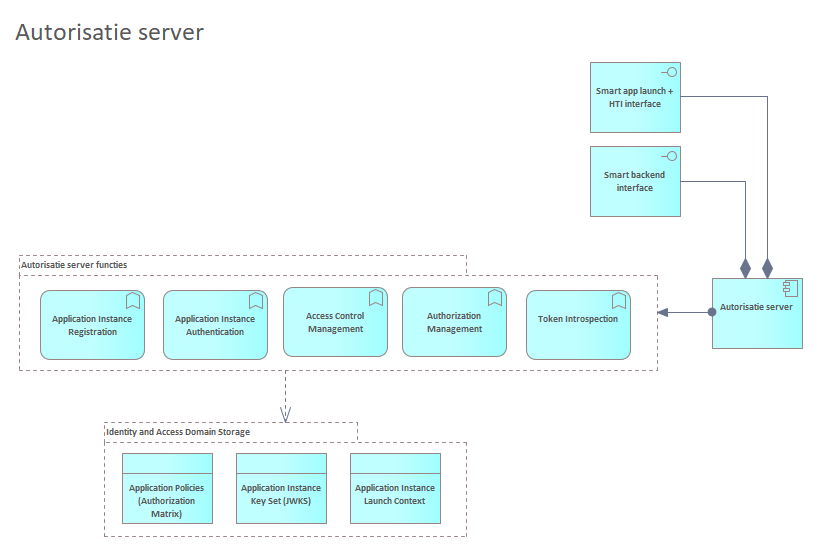 Autorisatie server
Smart app launch +
HTI interface
Smart backend
interface
Autorisatie server functies
Application Instance
Registration
Application Instance
Authentication
Access Control
Management
Authorization
Management
Token Introspection
Autorisatie server
Identity and Access Domain Storage
Application Policies
(Authorization
Matrix)
Application Instance
Key Set (JWKS)
Application Instance
Launch Context